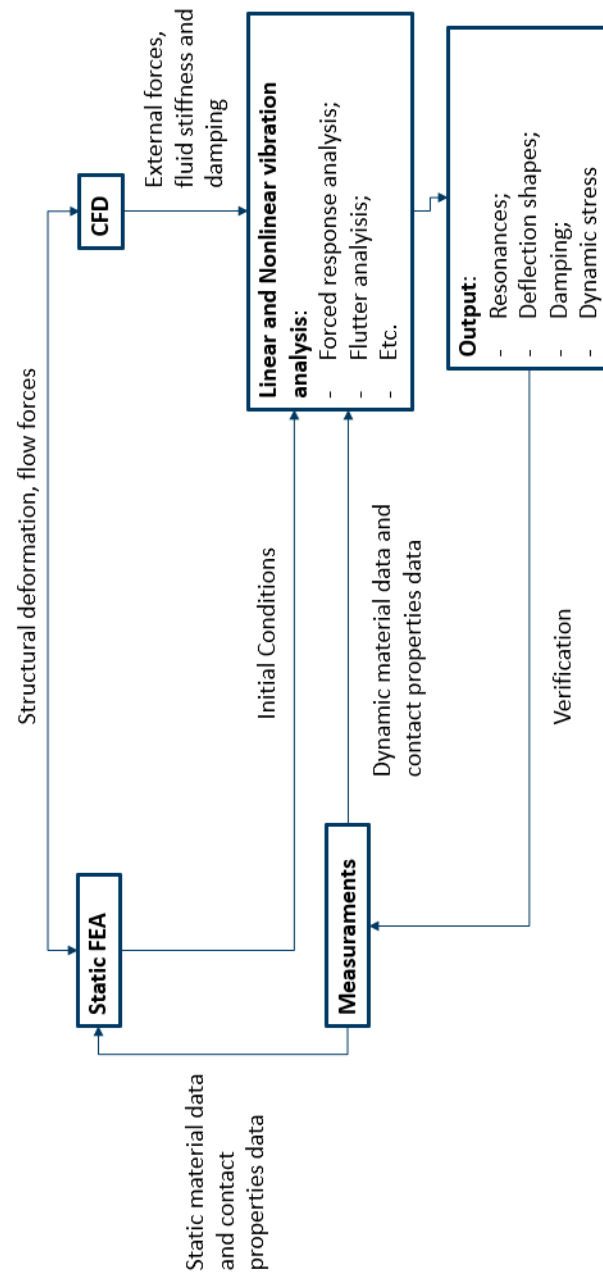 Structural deformation, flow forces
Static FEA
CFD
External forces,
fluid stiffness and
damping
Static material data
and contact
properties data
Initial Conditions
Linear and Nonlinear vibration
analysis:
- Forced response analysis;
- Flutter analyisis;
- Etc.
Measuraments
Dynamic material data and
contact properties data
Verification
Output:
- Resonances;
- Deflection shapes;
- Damping;
- Dynamic stress